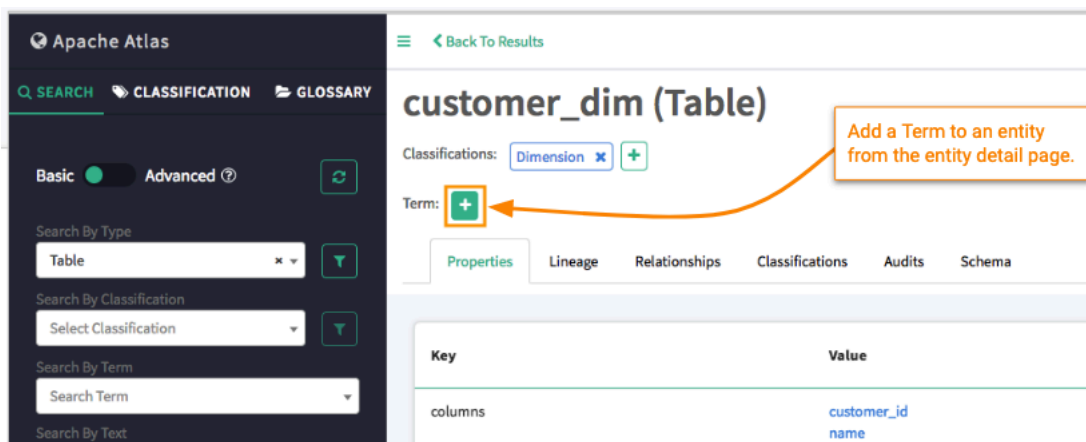 Apache Atlas
SEARCH CLASSIFICATION GLOSSARY
Basic Advanced
Search By Type
Table
Search By Classification
Select Classification
Search By Term
Search Term
Search By Text
Back To Results
customer_dim (Table)
Classifications: Dimension × +
Term: +
Add a Term to an entity
from the entity detail page.
Properties Lineage Relationships Classifications Audits Schema
Key Value
columns customer_id
name